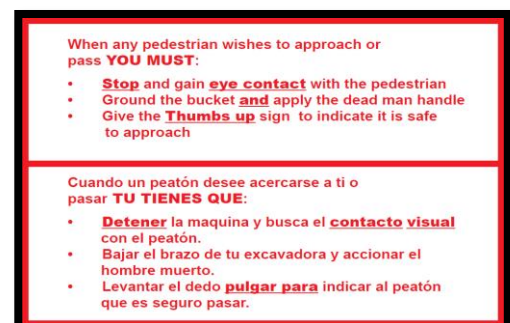 When any pedestrian wishes to approach or
pass YOU MUST:
• Stop and gain eye contact with the pedestrian
• Ground the bucket and apply the dead man handle
• Give the Thumbs up sign to indicate it is safe
to approach
Cuando un peatón desee acercarse a ti o
pasar TU TIENES QUE:
• Detener la maquina y busca el contacto visual
con el peatón.
• Bajar el brazo de tu excavadora y accionar el
hombre muerto.
• Levantar el dedo pulgar para indicar al peatón
que es seguro pasar.